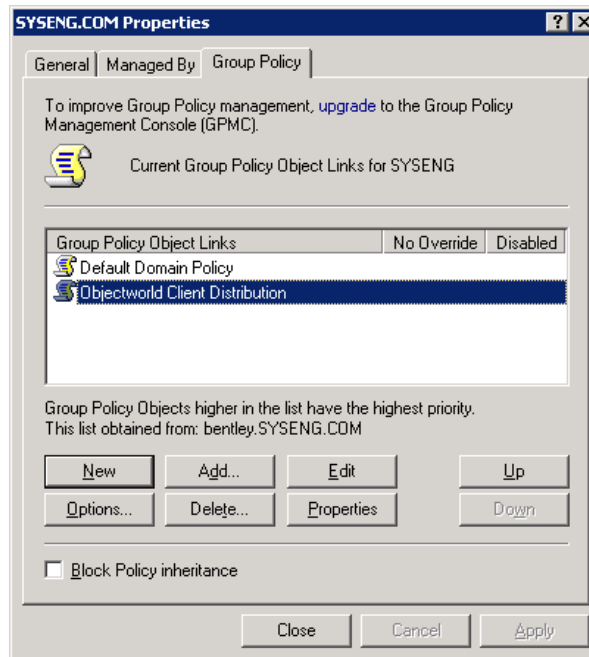 SYSENG.COM Properties
General
Managed By
Group Policy
To improve Group Policy management, upgrade to the Group Policy
Management Console (GPMC).
Current Group Policy Object Links for SYSENG
Group Policy Object Links
No Override
Disabled
Default Domain Policy
Objectworld Client Distribution
Group Policy Objects higher in the list have the highest priority.
This list obtained from: bentley.SYSENG.COM
New
Add...
Edit
Up
Options...
Delete...
Properties
Down
Block Policy inheritance
Close
Cancel
Apply